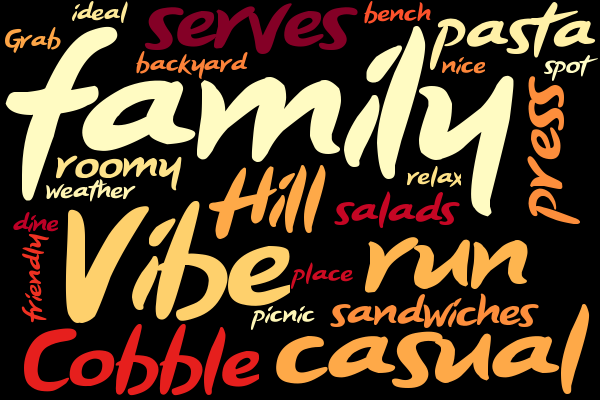 ideal
serves
bench
Grab
pasta
backyard
nice
spot
family
press
roomy
weather
relax
Hill
salads
dine
friendly
Vibe
place
run
picnic
sandwiches
Cobble
casual